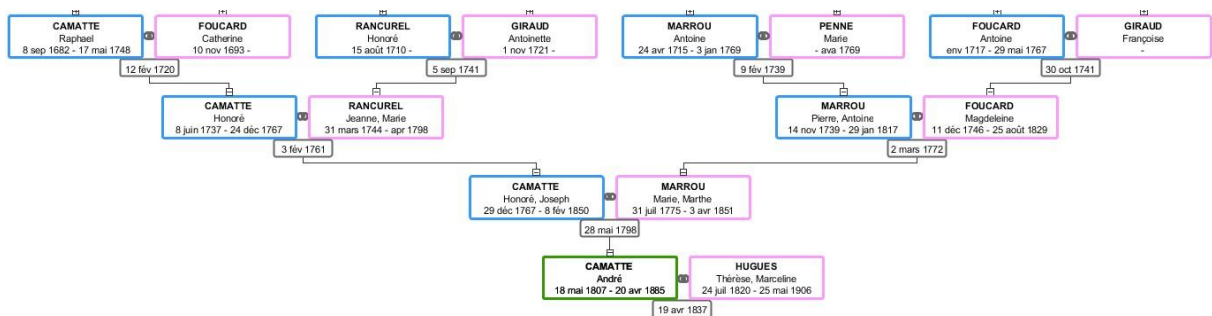 CAMATTE
Raphael
8 sep 1682 - 17 mai 1748
FOUCARD
Catherine
10 nov 1693 -
RANCUREL
Honoré
15 août 1710 -
GIRAUD
Antoinette
1 nov 1721 -
MARROU
Antoine
24 avr 1715 - 3 jan 1769
PENNE
Marie
- ava 1769
FOUCARD
Antoine
env 1717 - 29 mai 1767
GIRAUD
Françoise
-
12 fév 1720
5 sep 1741
9 fév 1739
30 oct 1741
CAMATTE
Honoré
8 juin 1737 - 24 déc 1767
RANCUREL
Jeanne, Marie
31 mars 1744 - apr 1798
MARROU
Pierre, Antoine
14 nov 1739 - 29 jan 1817
FOUCARD
Magdeleine
11 déc 1746 - 25 août 1829
3 fév 1761
2 mars 1772
CAMATTE
Honoré, Joseph
29 déc 1767 - 8 fév 1850
MARROU
Marie, Marthe
31 juil 1775 - 3 avr 1851
28 mai 1798
CAMATTE
André
18 mai 1807 - 20 avr 1885
HUGUES
Thérèse, Marceline
24 juil 1820 - 25 mai 1906
19 avr 1837